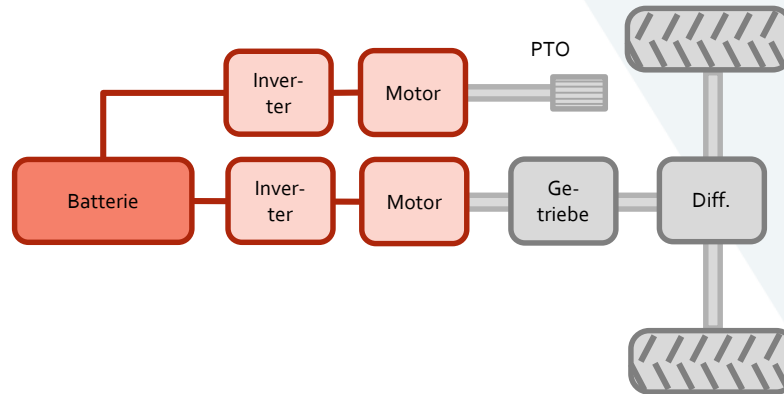 PTO
Inver-
ter
Motor
Batterie
Inver-
ter
Motor
Ge-
triebe
Diff.